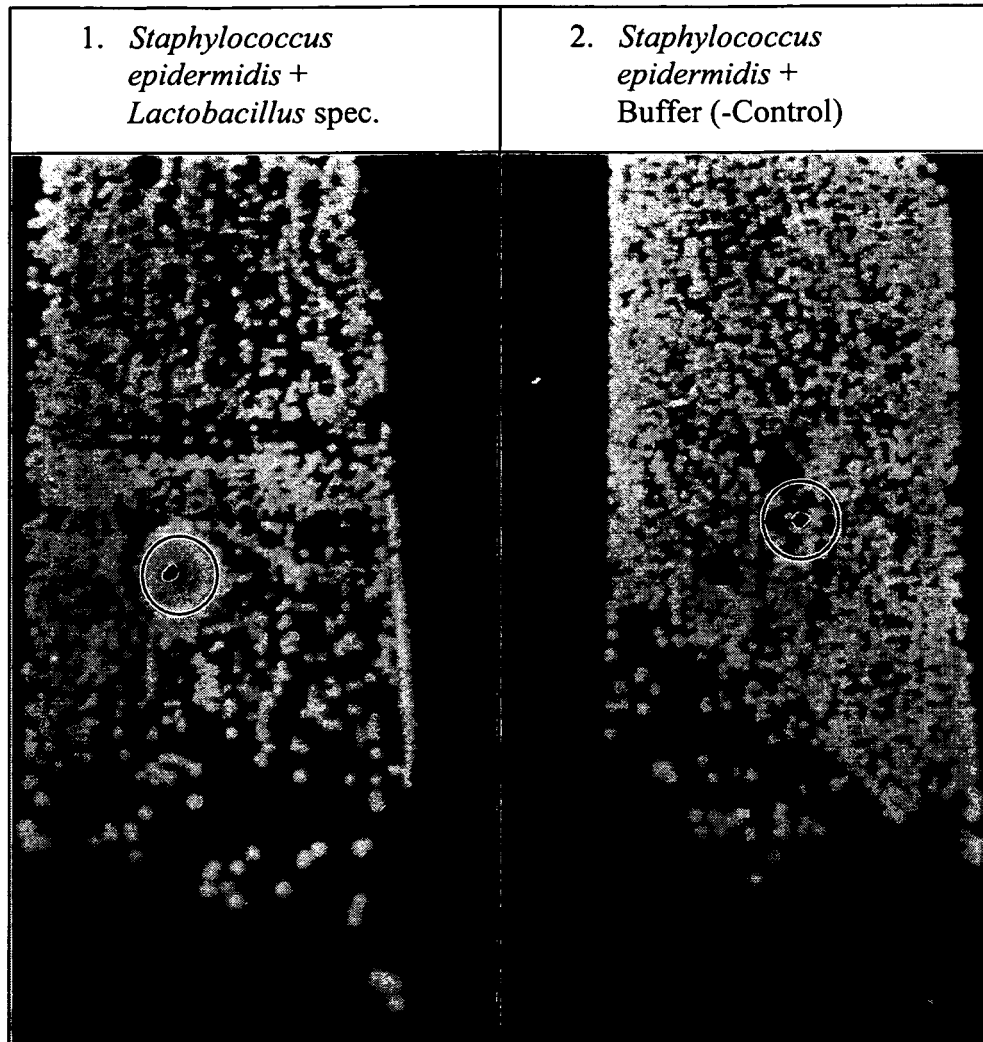 1. Staphylococcus
epidermidis +
Lactobacillus spec.
2. Staphylococcus
epidermidis +
Buffer (-Control)